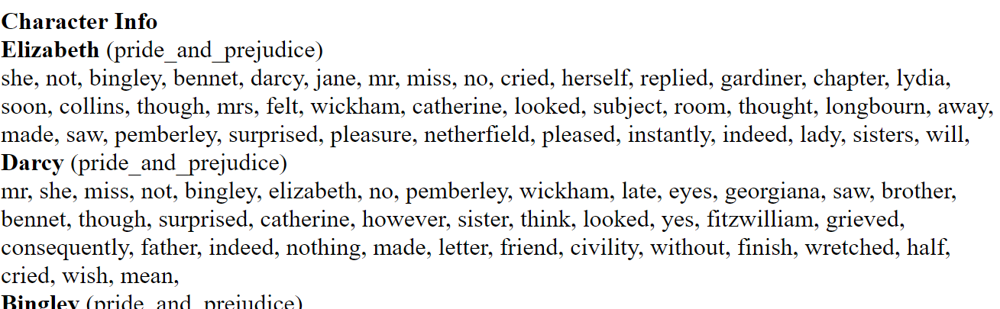 Character Info
Elizabeth (pride_and_prejudice)
she, not, bingley, bennet, darcy, jane, mr, miss, no, cried, herself, replied, gardiner, chapter, lydia,
soon, collins, though, mrs, felt, wickham, catherine, looked, subject, room, thought, longbourn, away,
made, saw, pemberley, surprised, pleasure, netherfield, pleased, instantly, indeed, lady, sisters, will,
Darcy (pride_and_prejudice)
mr, she, miss, not, bingley, elizabeth, no, pemberley, wickham, late, eyes, georgiana, saw, brother,
bennet, though, surprised, catherine, however, sister, think, looked, yes, fitzwilliam, grieved,
consequently, father, indeed, nothing, made, letter, friend, civility, without, finish, wretched, half,
cried, wish, mean,
Bingley (pride_and_prejudice)